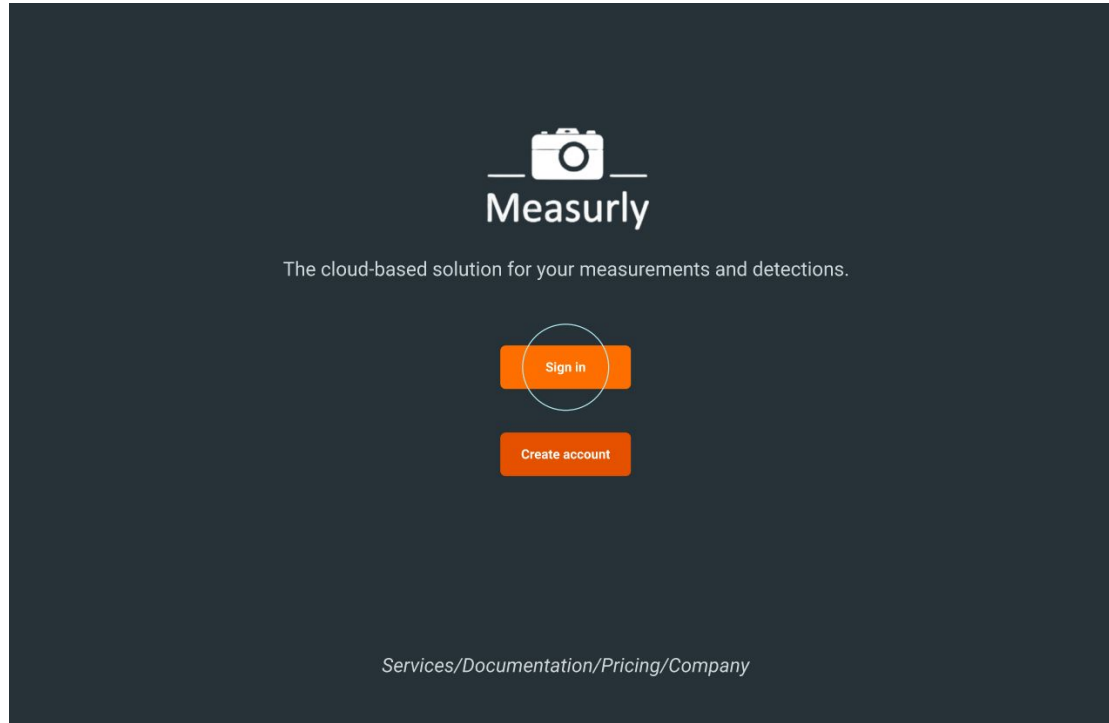 Measurly
The cloud-based solution for your measurements and detections.
Sign in
Create account
Services/Documentation/Pricing/Company